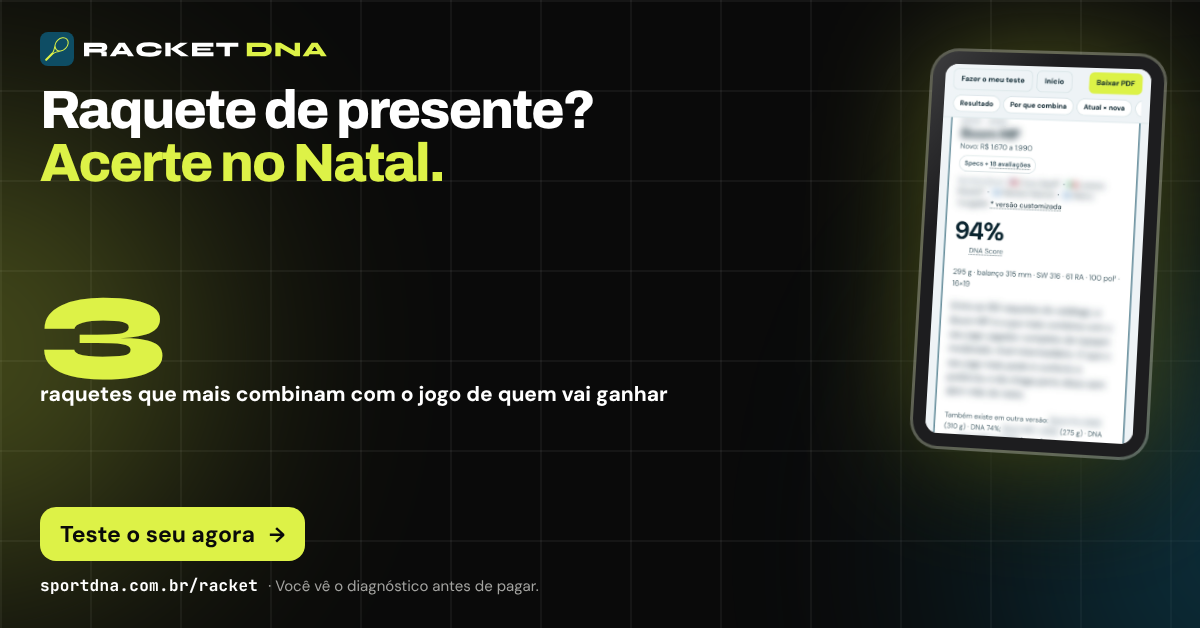 RACKET DNA
Raquete de presente?
Acerte no Natal.
3
raquetes que mais combinam com o jogo de quem vai ganhar
Teste o seu agora →
sportdna.com.br/racket · Você vê o diagnóstico antes de pagar.
Fazer o meu teste
Início
Baixar PDF
Resultado
Por que combina
Atual + nova
Novo: R$ 1.670 a 1.990
Specs + 18 avaliações
* versão customizada
94%
DNA Score
295 g · balanço 315 mm · SW 316 · 61 RA · 100 pol² ·
16×19
Também existe em outra versão:
(310 g) · DNA 74%, (275 g) · DNA